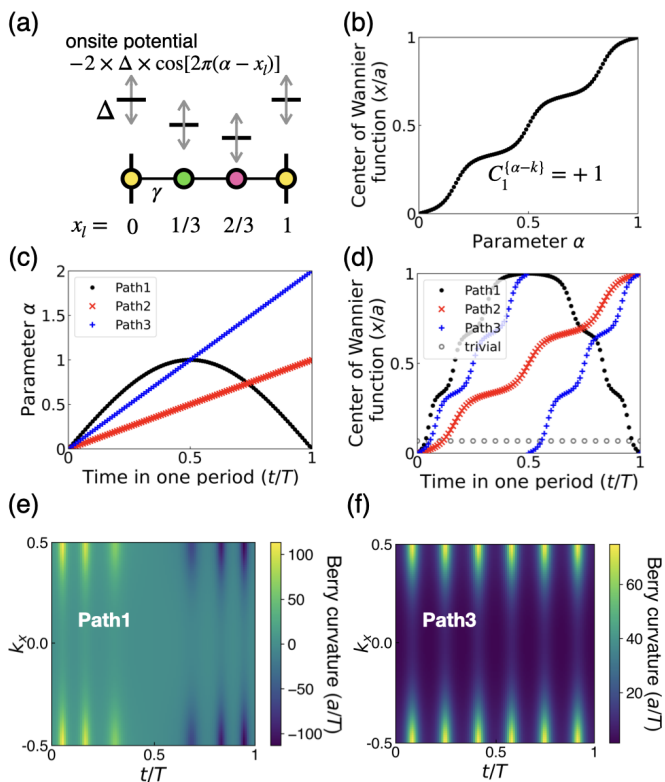 (a)
onsite potential
−2 × Δ × cos[2π(α − x_l)]
Δ
γ
x_l = 0 1/3 2/3 1
(b)
Center of Wannier
function (x/a)
1
0.5
0
C_1^{α−k} = + 1
0 0.5 1
Parameter α
(c)
Parameter α
2
1.5
1
0.5
0
Path1
Path2
Path3
0 0.5 1
Time in one period (t/T)
(d)
Center of Wannier
function (x/a)
1
0.5
0
Path1
Path2
Path3
trivial
0 0.5 1
Time in one period (t/T)
(e)
k_x
0.5
0.0
-0.5
Path1
0 0.5 1
t/T
100
50
0
−50
−100
Berry curvature (a/T)
(f)
k_x
0.5
0.0
-0.5
Path3
0 0.5 1
t/T
60
40
20
Berry curvature (a/T)